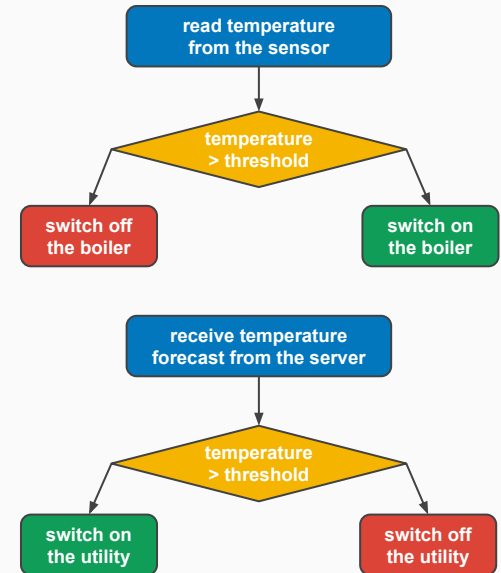 read temperature
from the sensor
temperature
> threshold
switch off
the boiler
switch on
the boiler
receive temperature
forecast from the server
temperature
> threshold
switch on
the utility
switch off
the utility